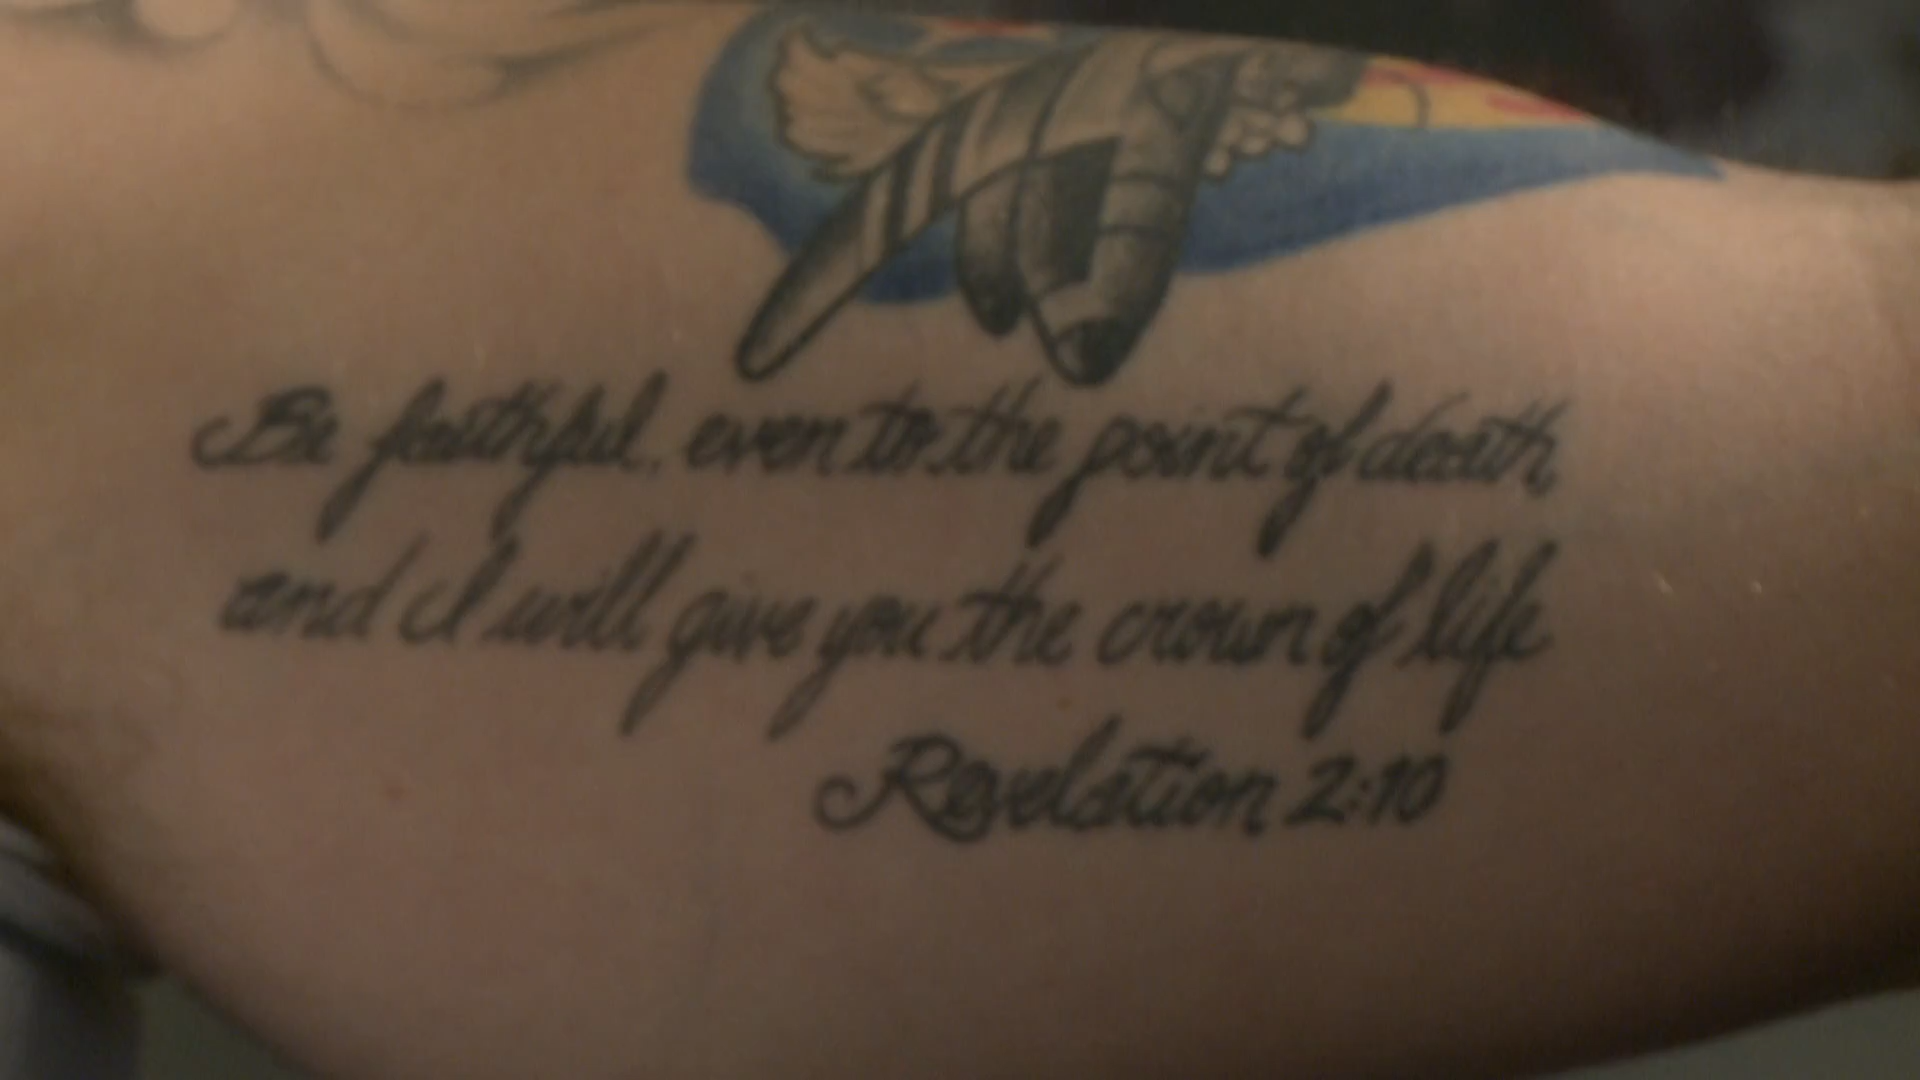 Be faithful, even to the point of death,
and I will give you the crown of life
Revelation 2:10